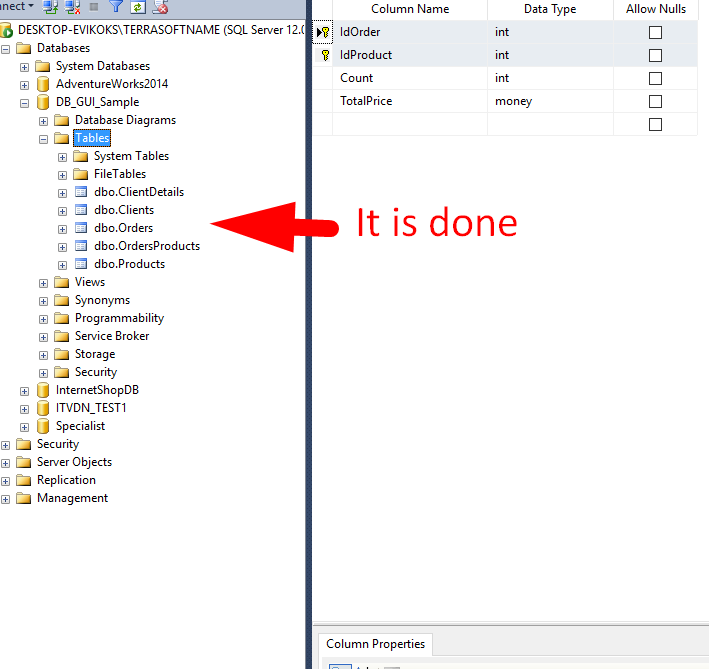 Column Name Data Type Allow Nulls
DESKTOP-EVIKOKS\TERRASOFTNAME (SQL Server 12.0
IdOrder int
Databases
IdProduct int
System Databases
Count int
AdventureWorks2014
TotalPrice money
DB_GUI_Sample
Database Diagrams
Tables
System Tables
FileTables
dbo.ClientDetails
dbo.Clients
dbo.Orders
It is done
dbo.OrdersProducts
dbo.Products
Views
Synonyms
Programmability
Service Broker
Storage
Security
InternetShopDB
ITVDN_TEST1
Specialist
Security
Server Objects
Replication
Management
Column Properties